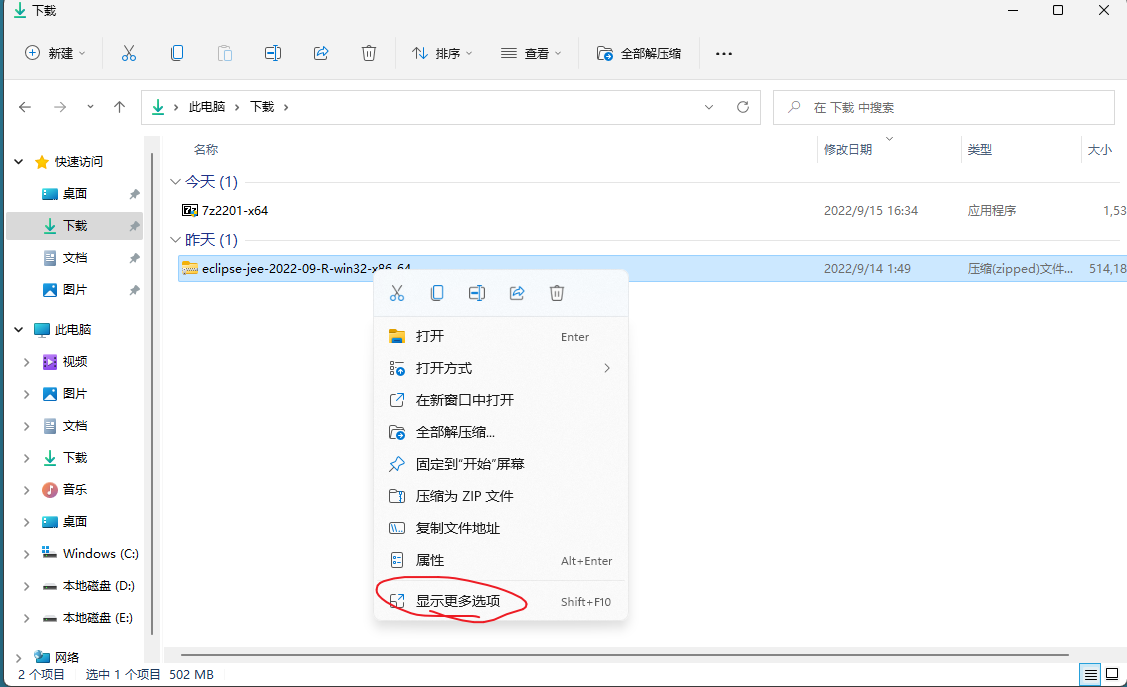 下载
新建
排序
查看
全部解压缩
此电脑 下载
在 下载 中搜索
名称 修改日期 类型 大小
快速访问
桌面
下载
文档
图片
此电脑
视频
图片
文档
下载
音乐
桌面
Windows (C:)
本地磁盘 (D:)
本地磁盘 (E:)
网络
今天 (1)
7z2201-x64 2022/9/15 16:34 应用程序 1,53
昨天 (1)
eclipse-jee-2022-09-R-win32-x86_64 2022/9/14 1:49 压缩(zipped)文件... 514,18
打开 Enter
打开方式
在新窗口中打开
全部解压缩...
固定到"开始"屏幕
压缩为 ZIP 文件
复制文件地址
属性 Alt+Enter
显示更多选项 Shift+F10
2 个项目 选中 1 个项目 502 MB